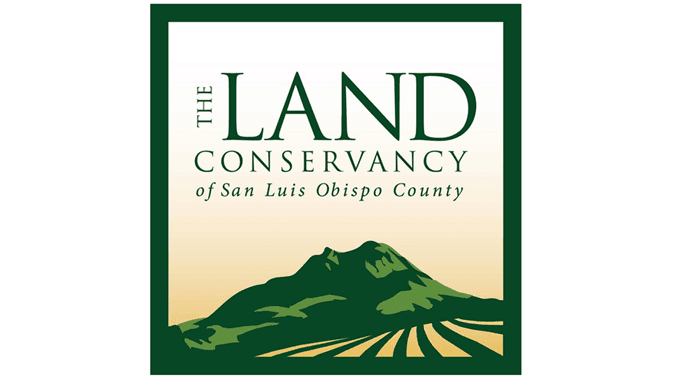 THE LAND
CONSERVANCY
of San Luis Obispo County